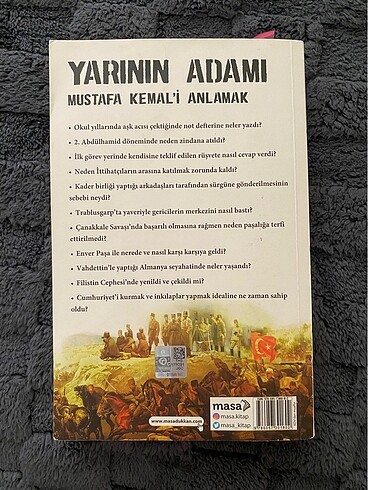 YARININ ADAMI
MUSTAFA KEMAL'İ ANLAMAK
• Okul yıllarında aşk acısı çektiğinde not defterine neler yazdı?
• 2. Abdülhamid döneminde neden zindana atıldı?
• İlk görev yerinde kendisine teklif edilen rüşvete nasıl cevap verdi?
• Neden İttihatçıların arasına katılmak zorunda kaldı?
• Kader birliği yaptığı arkadaşları tarafından sürgüne gönderilmesinin
sebebi neydi?
• Trablusgarp'ta yaveriyle gericilerin merkezini nasıl bastı?
• Çanakkale Savaşı'nda başarılı olmasına rağmen neden paşalığa terfi
ettirilmedi?
• Enver Paşa ile nerede ve nasıl karşı karşıya geldi?
• Vahdettin'le yaptığı Almanya seyahatinde neler yaşandı?
• Filistin Cephesi'nde yenildi ve çekildi mi?
• Cumhuriyet'i kurmak ve inkılaplar yapmak idealine ne zaman sahip
oldu?
www.masadukkan.com
masa
masa.kitap
masa_kitap